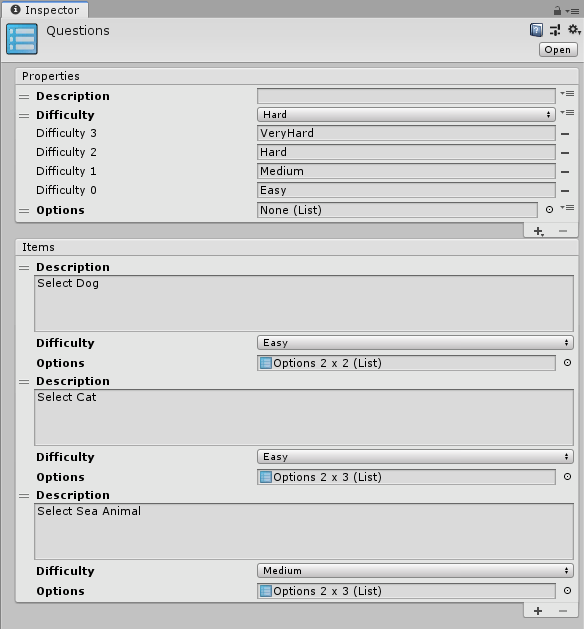 Inspector
Questions
Open
Properties
Description
Difficulty Hard
Difficulty 3 VeryHard
Difficulty 2 Hard
Difficulty 1 Medium
Difficulty 0 Easy
Options None (List)
Items
Description
Select Dog
Difficulty Easy
Options Options 2 x 2 (List)
Description
Select Cat
Difficulty Easy
Options Options 2 x 3 (List)
Description
Select Sea Animal
Difficulty Medium
Options Options 2 x 3 (List)